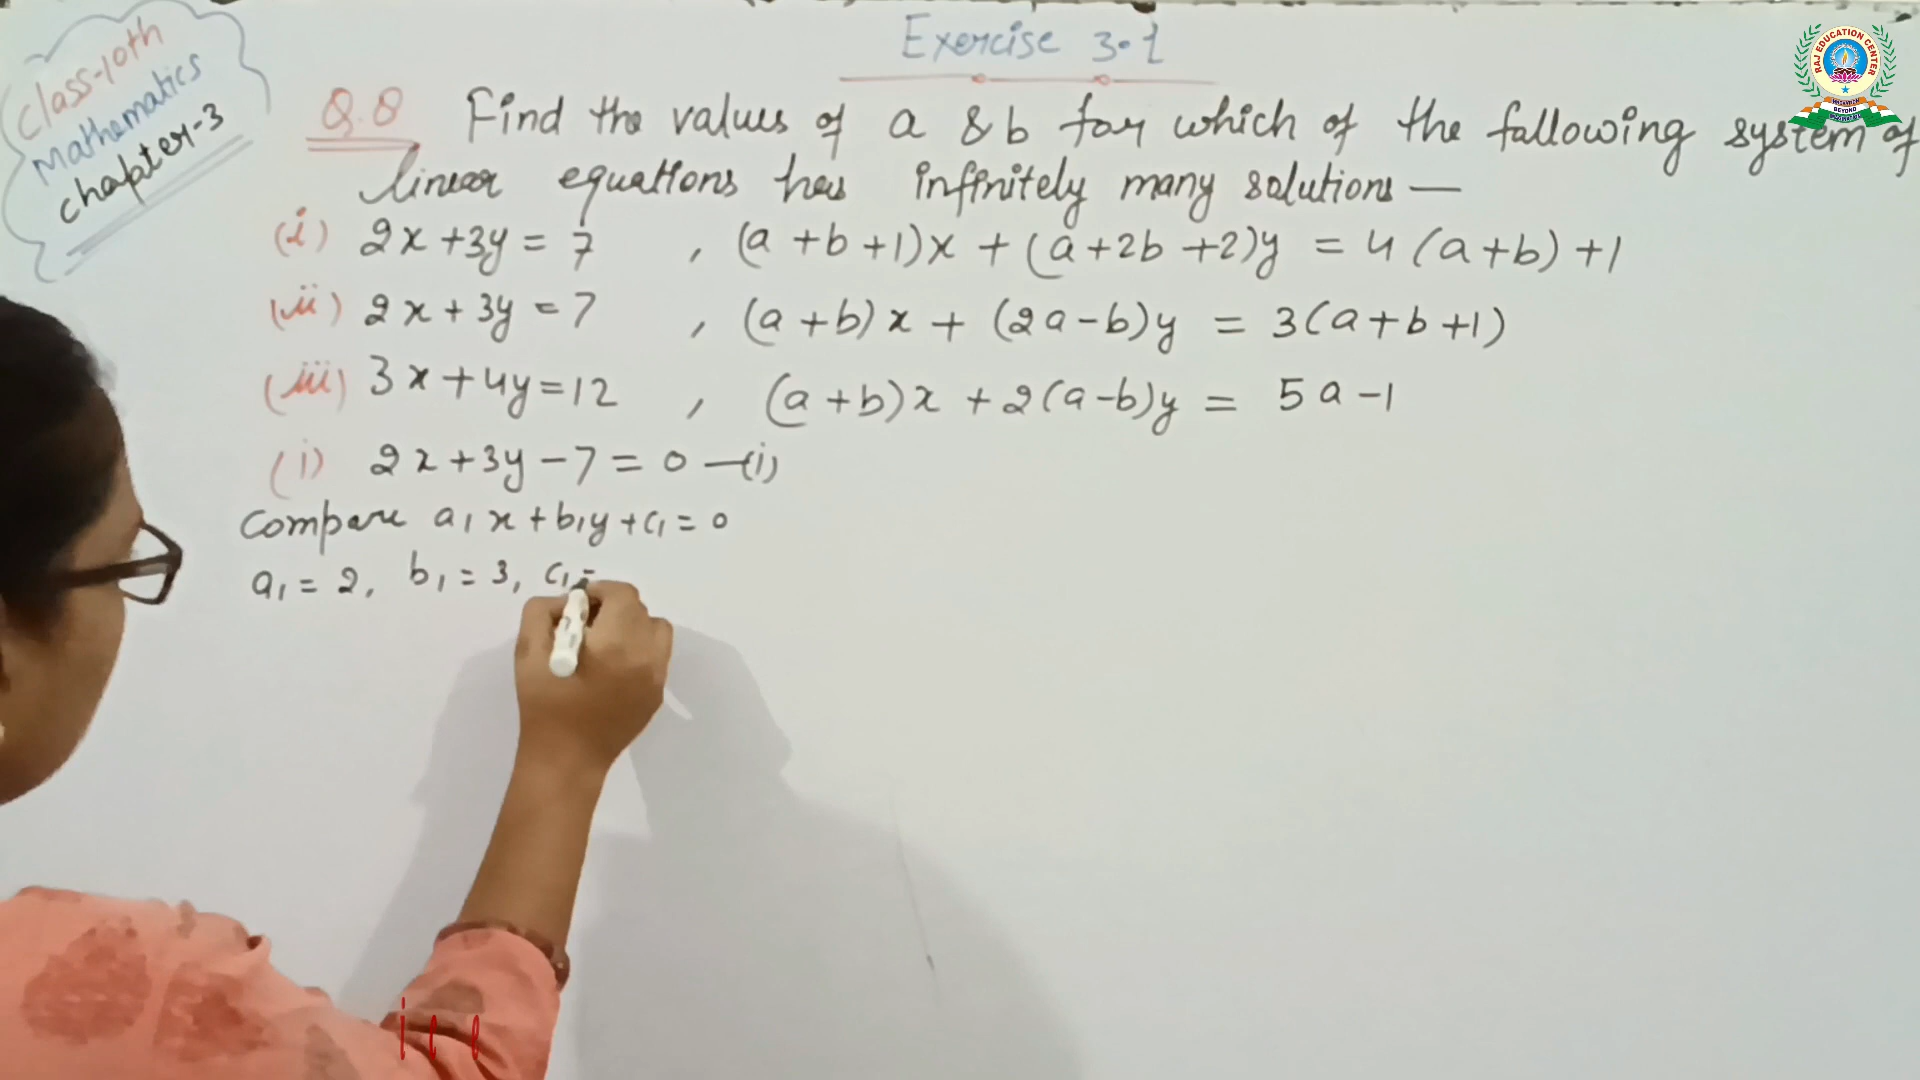 Exercise 3.1
Class-10th
Mathematics
Chapter-3
Q.8 Find the values of a & b for which of the fallowing system of
linear equations has infinitely many solutions —
(i) 2x + 3y = 7 , (a + b + 1)x + (a + 2b + 2)y = 4(a + b) + 1
(ii) 2x + 3y = 7 , (a + b)x + (2a - b)y = 3(a + b + 1)
(iii) 3x + 4y = 12 , (a + b)x + 2(a - b)y = 5a - 1
(i) 2x + 3y - 7 = 0 —(i)
Compare a₁x + b₁y + c₁ = 0
a₁ = 2, b₁ = 3, c₁ =
RAJ EDUCATION CENTER